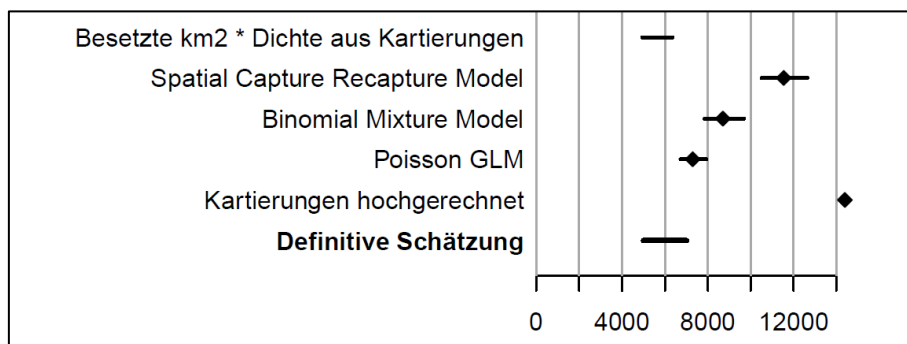 Besetzte km2 * Dichte aus Kartierungen
Spatial Capture Recapture Model
Binomial Mixture Model
Poisson GLM
Kartierungen hochgerechnet
Definitive Schätzung
0 4000 8000 12000